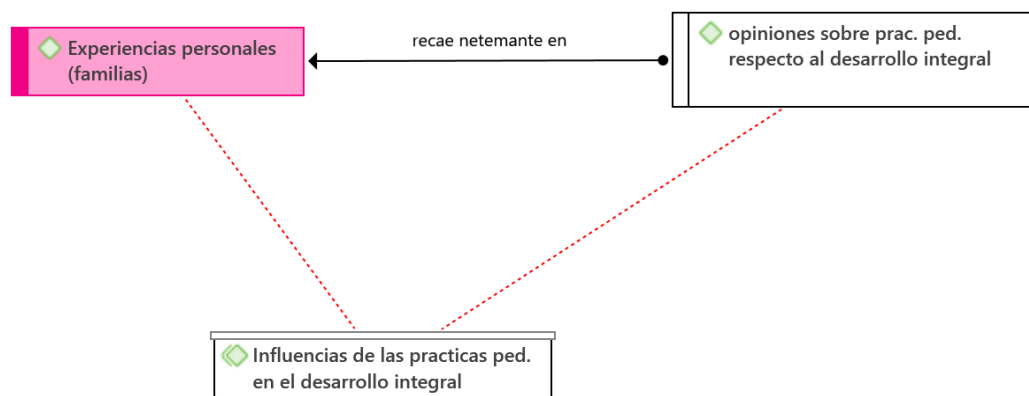 Experiencias personales
(familias)
recae netemante en
opiniones sobre prac. ped.
respecto al desarrollo integral
Influencias de las practicas ped.
en el desarrollo integral